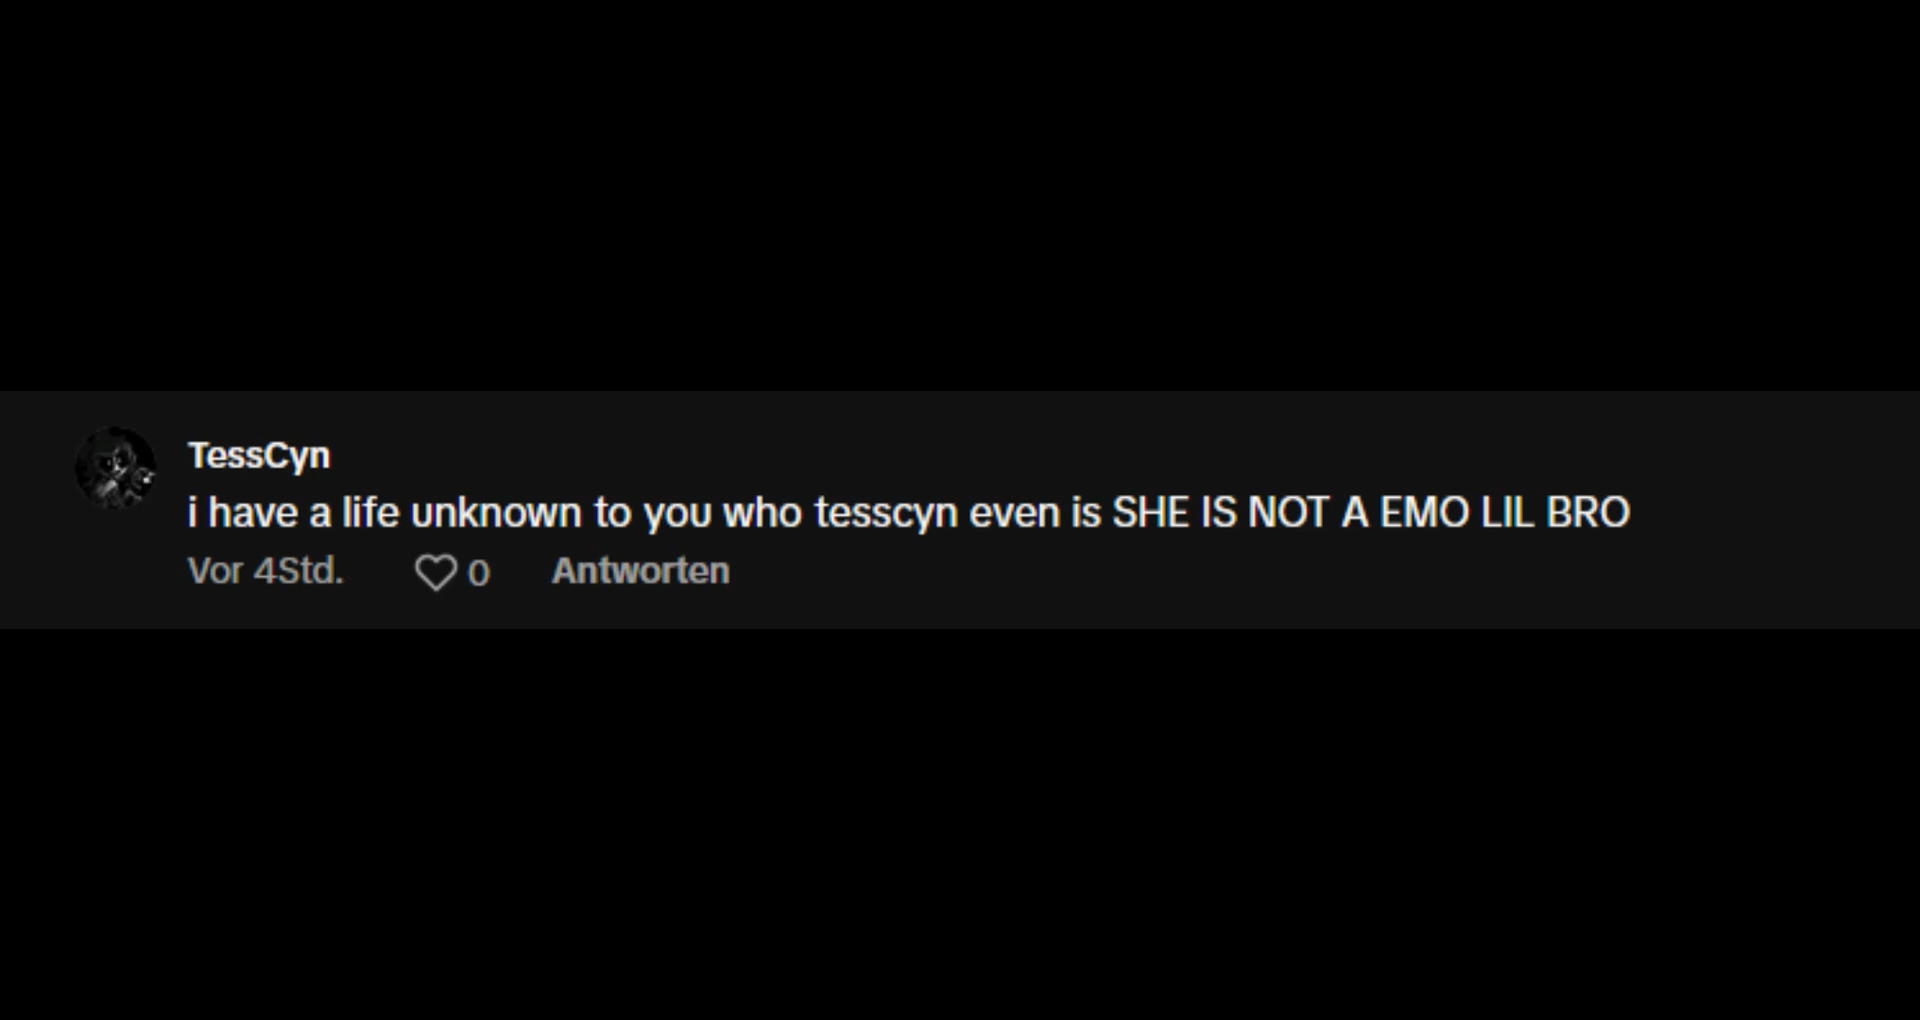 TessCyn
i have a life unknown to you who tesscyn even is SHE IS NOT A EMO LIL BRO
Vor 4Std. 0 Antworten